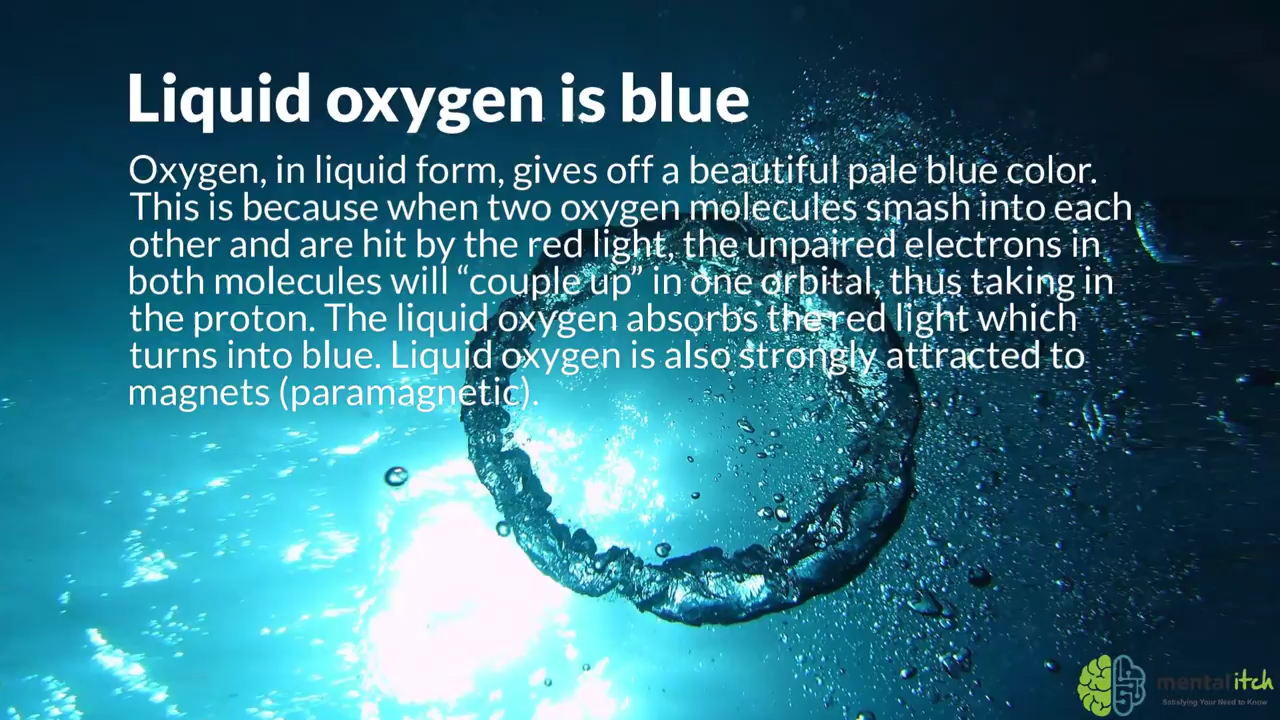 Liquid oxygen is blue
Oxygen, in liquid form, gives off a beautiful pale blue color.
This is because when two oxygen molecules smash into each
other and are hit by the red light, the unpaired electrons in
both molecules will “couple up” in one orbital, thus taking in
the proton. The liquid oxygen absorbs the red light which
turns into blue. Liquid oxygen is also strongly attracted to
magnets (paramagnetic).
mentalitch
Satisfying Your Need to Know